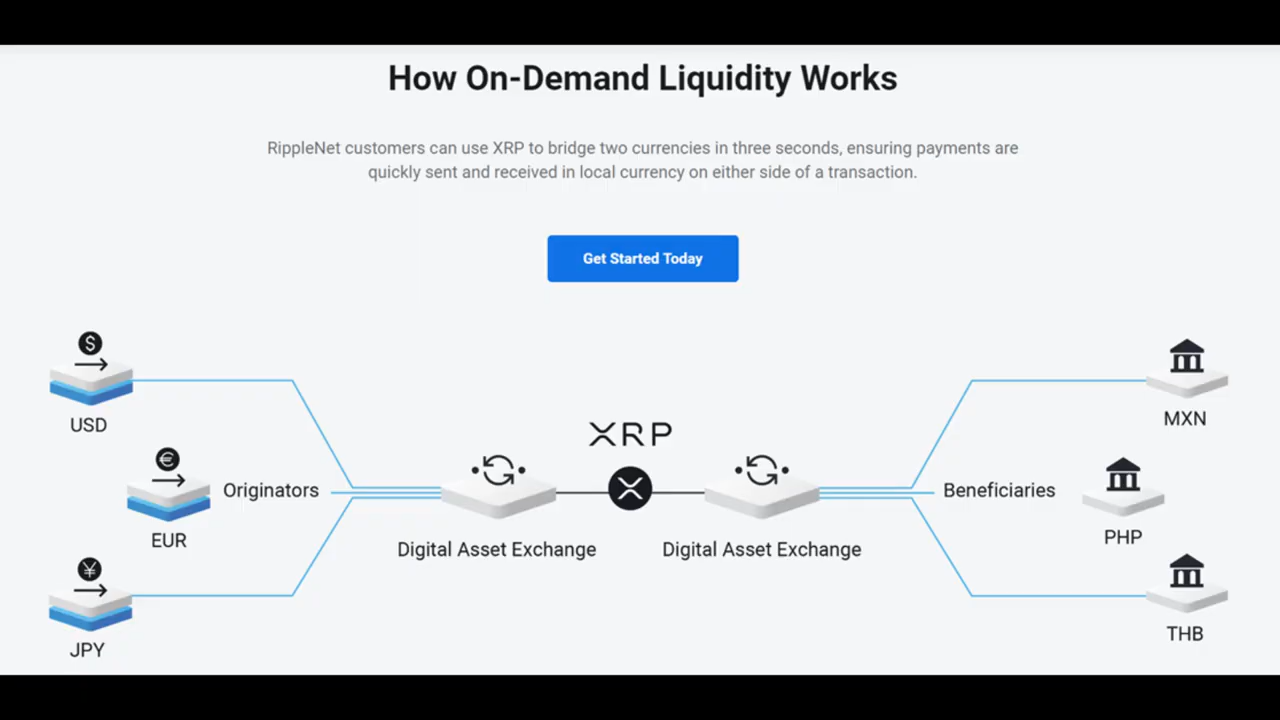 How On-Demand Liquidity Works
RippleNet customers can use XRP to bridge two currencies in three seconds, ensuring payments are
quickly sent and received in local currency on either side of a transaction.
Get Started Today
$
USD
€
EUR
Originators
¥
JPY
XRP
Digital Asset Exchange
Digital Asset Exchange
Beneficiaries
MXN
PHP
THB